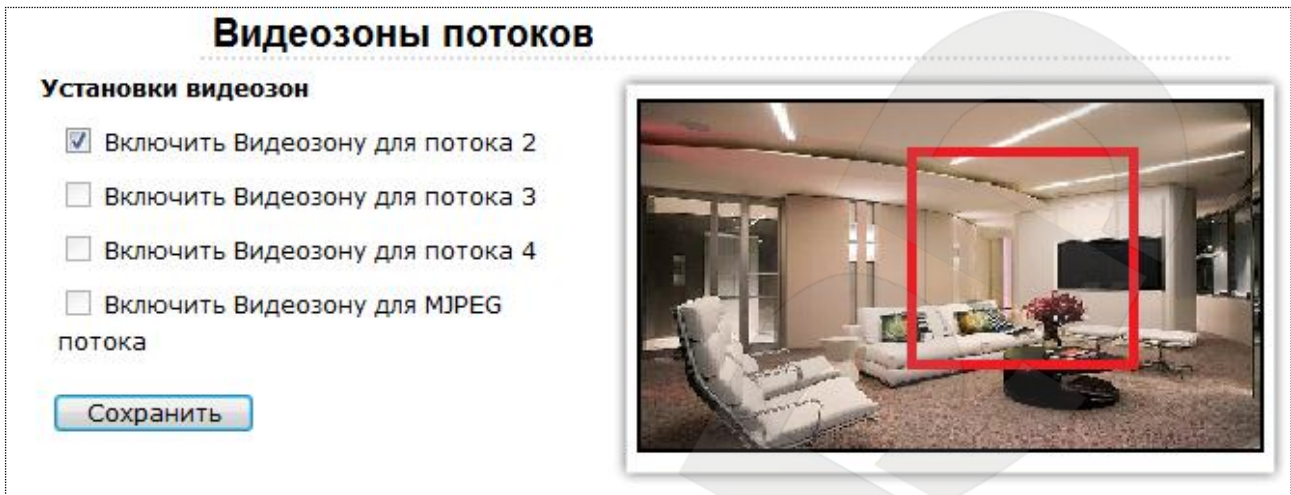 Видеозоны потоков
Установки видеозон
Включить Видеозону для потока 2
Включить Видеозону для потока 3
Включить Видеозону для потока 4
Включить Видеозону для MJPEG
потока
Сохранить